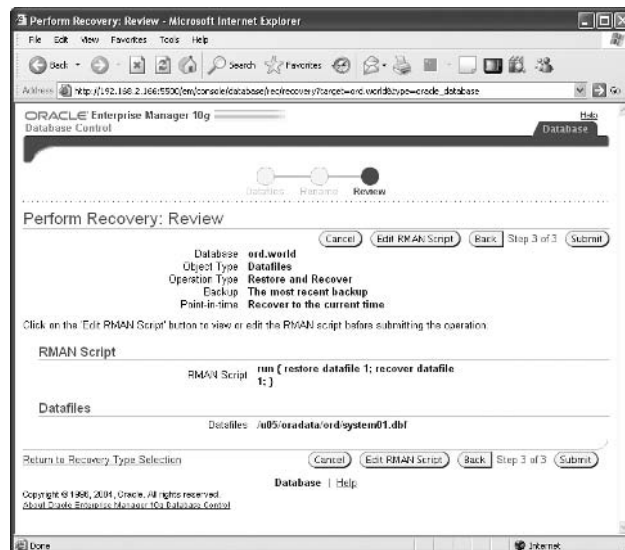 Perform Recovery: Review - Microsoft Internet Explorer
File Edit View Favorites Tools Help
Back Search Favorites
Address http://192.168.2.166:5500/em/console/database/rec/recovery?target=ord.world&type=oracle_database Go
ORACLE Enterprise Manager 10g
Database Control
Help
Database
Datafiles Rename Review
Perform Recovery: Review
Cancel Edit RMAN Script Back Step 3 of 3 Submit
Database ord.world
Object Type Datafiles
Operation Type Restore and Recover
Backup The most recent backup
Point-in-time Recover to the current time
Click on the 'Edit RMAN Script' button to view or edit the RMAN script before submitting the operation.
RMAN Script
RMAN Script run { restore datafile 1; recover datafile
1; }
Datafiles
Datafiles /u05/oradata/ord/system01.dbf
Return to Recovery Type Selection
Cancel Edit RMAN Script Back Step 3 of 3 Submit
Database | Help
Copyright © 1996, 2004, Oracle. All rights reserved.
About Oracle Enterprise Manager 10g Database Control
Done Internet